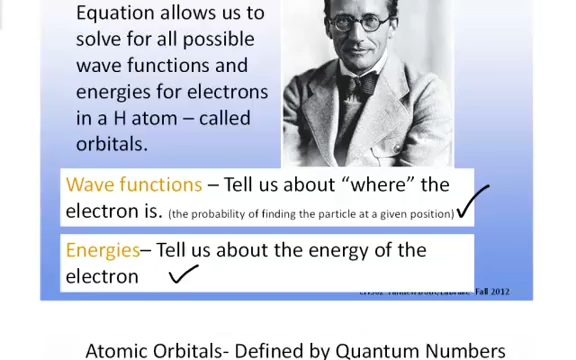 Equation allows us to
solve for all possible
wave functions and
energies for electrons
in a H atom – called
orbitals.
Wave functions – Tell us about “where” the
electron is. (the probability of finding the particle at a given position)
Energies– Tell us about the energy of the
electron
Fall 2012
Atomic Orbitals- Defined by Quantum Numbers